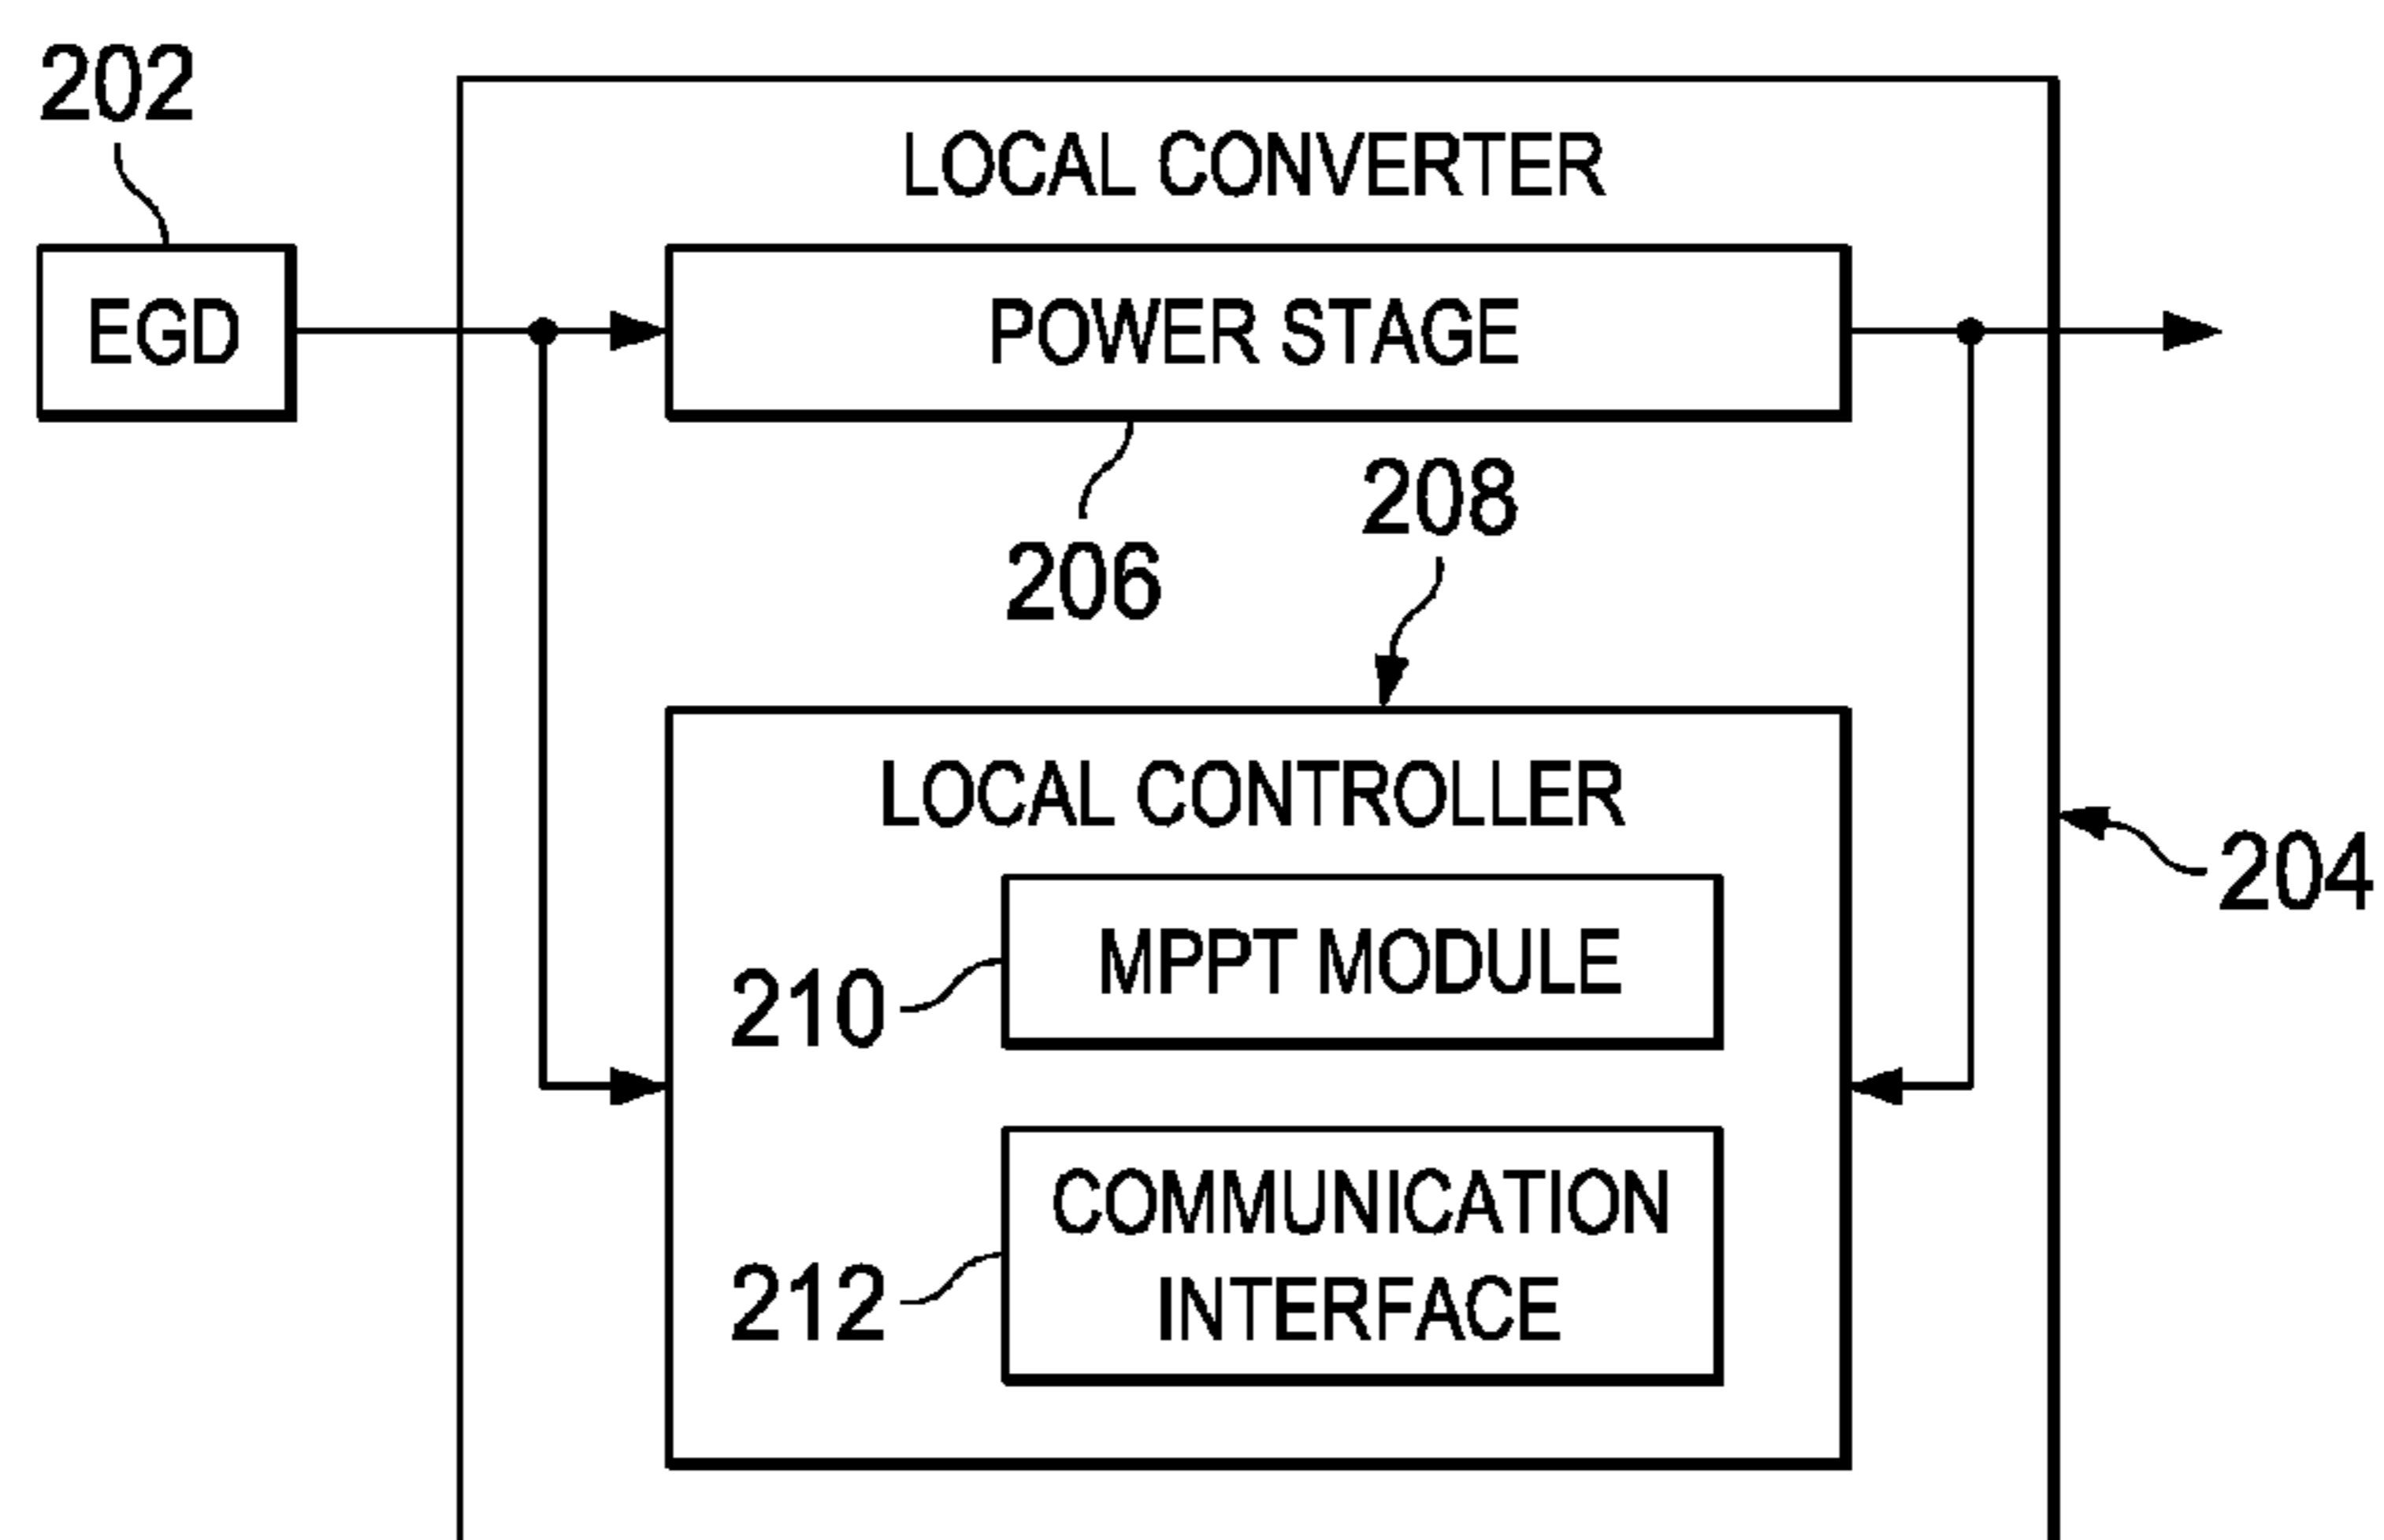 202
LOCAL CONVERTER
EGD
POWER STAGE
208
206
LOCAL CONTROLLER
204
MPPT MODULE
210
COMMUNICATION
INTERFACE
212